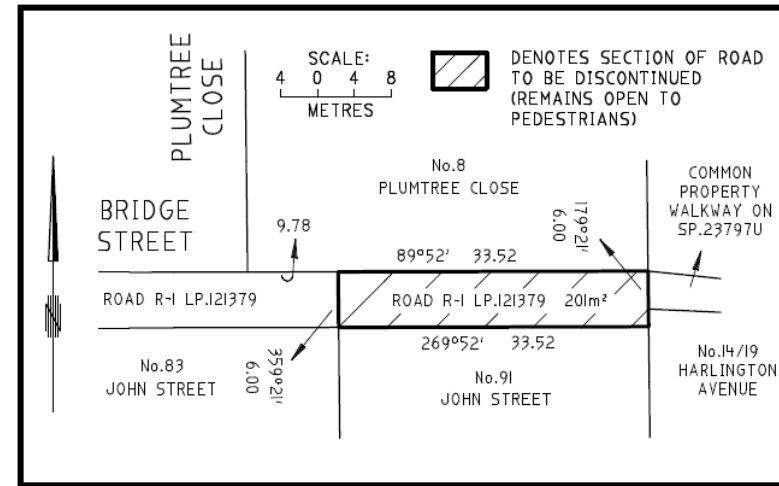 PLUMTREE
CLOSE
SCALE:
4 0 4 8
METRES
DENOTES SECTION OF ROAD
TO BE DISCONTINUED
(REMAINS OPEN TO
PEDESTRIANS)
BRIDGE
STREET
No.8
PLUMTREE CLOSE
COMMON
PROPERTY
WALKWAY ON
SP.23797U
9.78
179°21'
6.00
89°52' 33.52
ROAD R-1 LP.121379
ROAD R-1 LP.121379 201m²
269°52' 33.52
359°21'
6.00
No.83
JOHN STREET
No.91
JOHN STREET
No.14/19
HARLINGTON
AVENUE
N